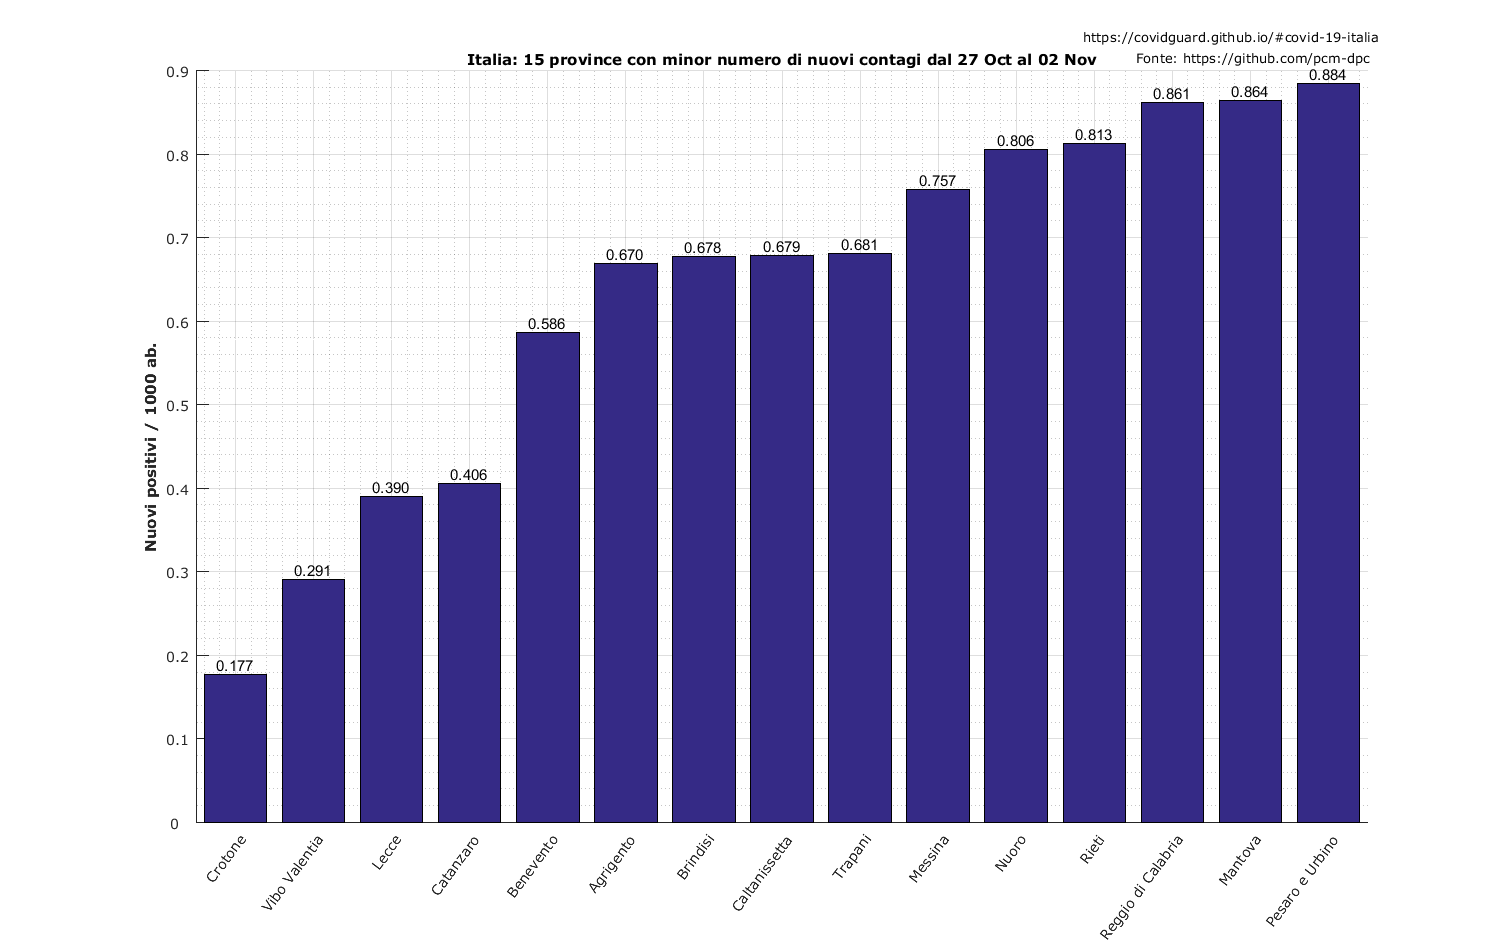 https://covidguard.github.io/#covid-19-italia
Italia: 15 province con minor numero di nuovi contagi dal 27 Oct al 02 Nov
Fonte: https://github.com/pcm-dpc
Nuovi positivi / 1000 ab.
0.9
0.8
0.7
0.6
0.5
0.4
0.3
0.2
0.1
0
0.177
0.291
0.390
0.406
0.586
0.670
0.678
0.679
0.681
0.757
0.806
0.813
0.861
0.864
0.884
Crotone
Vibo Valentia
Lecce
Catanzaro
Benevento
Agrigento
Brindisi
Caltanissetta
Trapani
Messina
Nuoro
Rieti
Reggio di Calabria
Mantova
Pesaro e Urbino